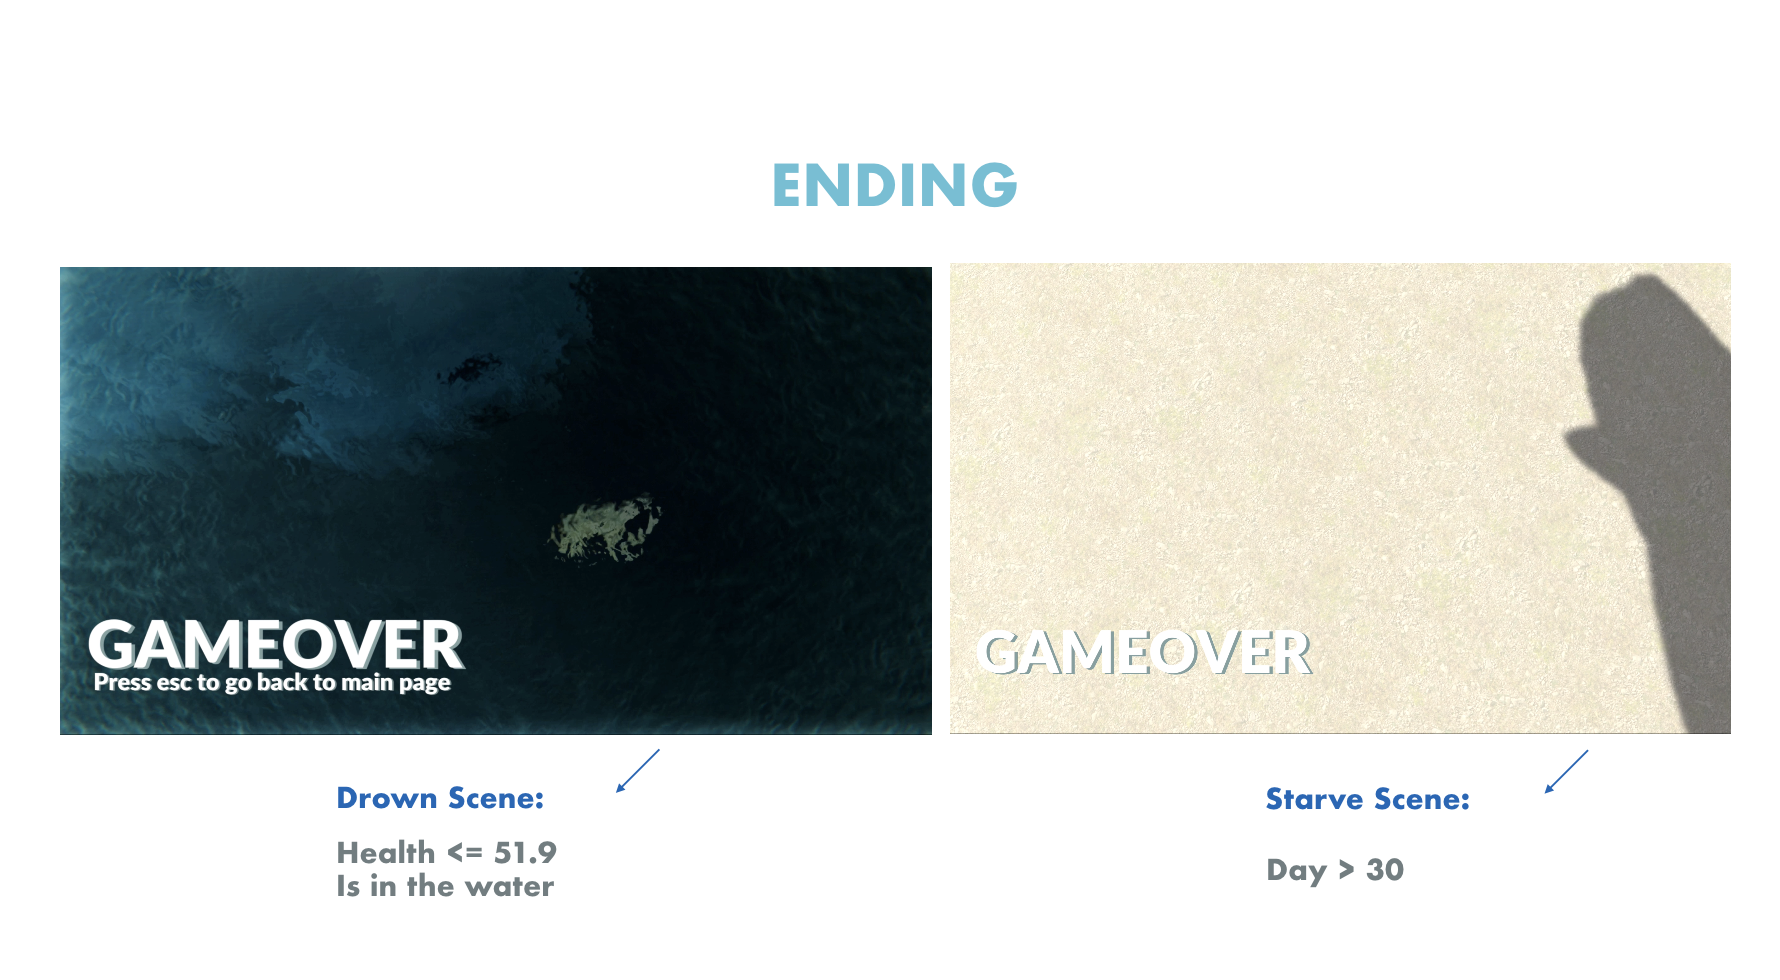 ENDING
GAMEOVER
Press esc to go back to main page
GAMEOVER
Drown Scene:
Health <= 51.9
Is in the water
Starve Scene:
Day > 30